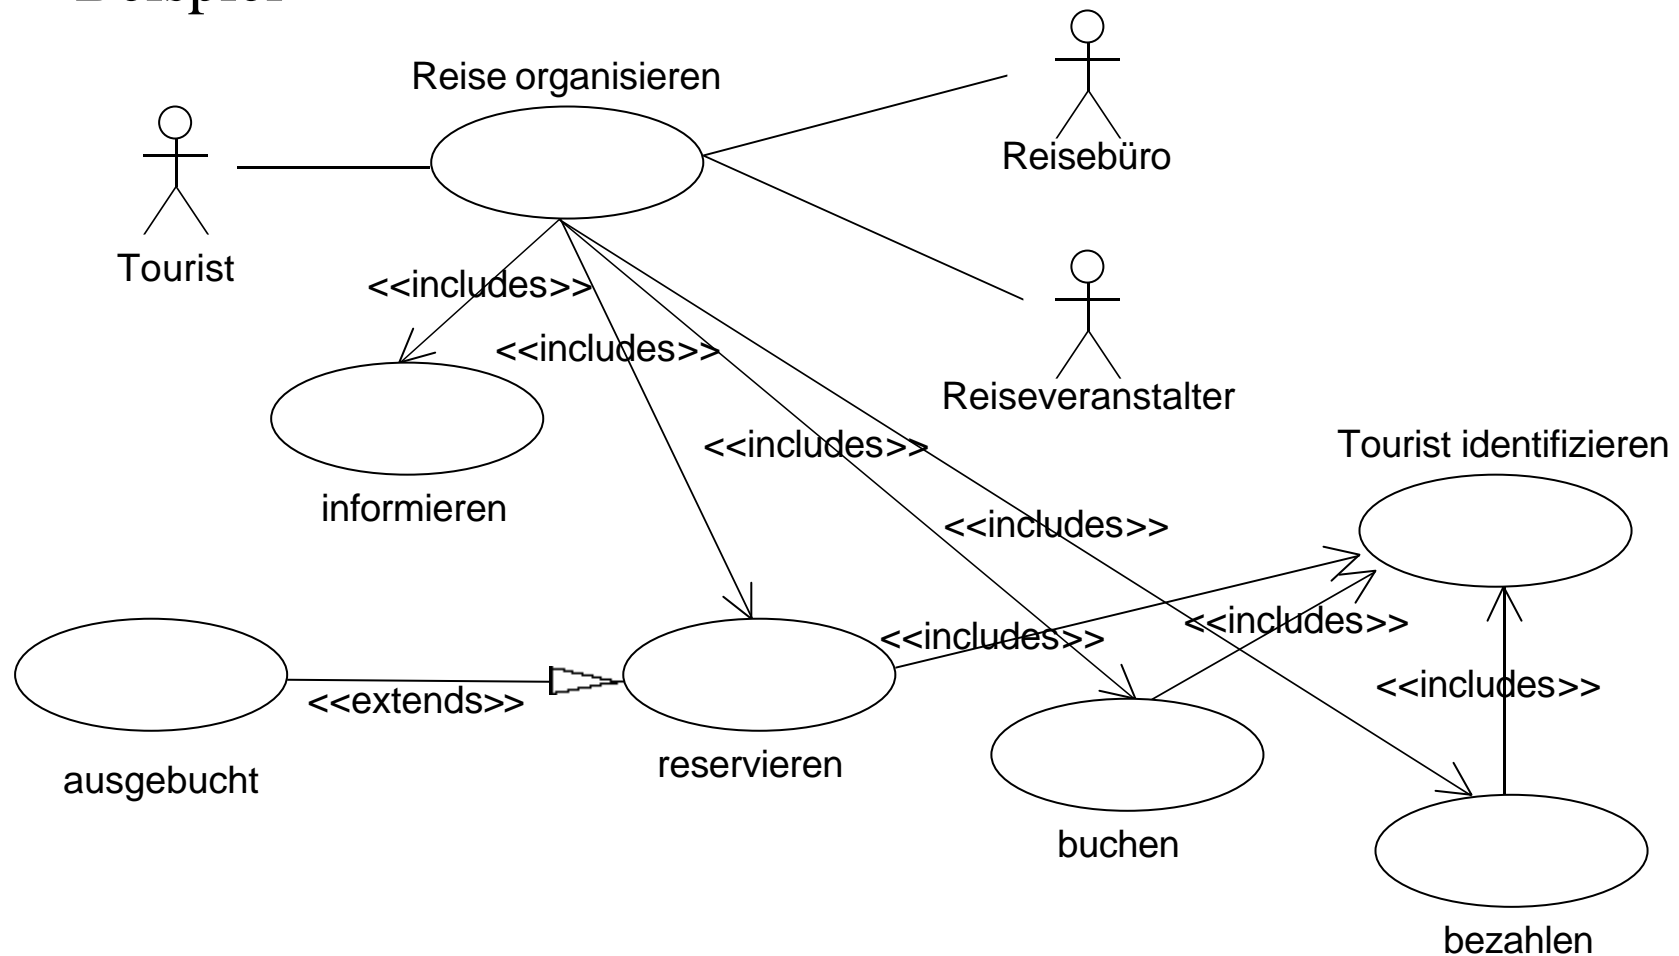 Beispiel
Reise organisieren
Reisebüro
Tourist
<<includes>>
<<includes>>
Reiseveranstalter
<<includes>>
Tourist identifizieren
informieren
<<includes>>
<<includes>>
<<includes>>
<<includes>>
<<extends>>
reservieren
ausgebucht
buchen
bezahlen